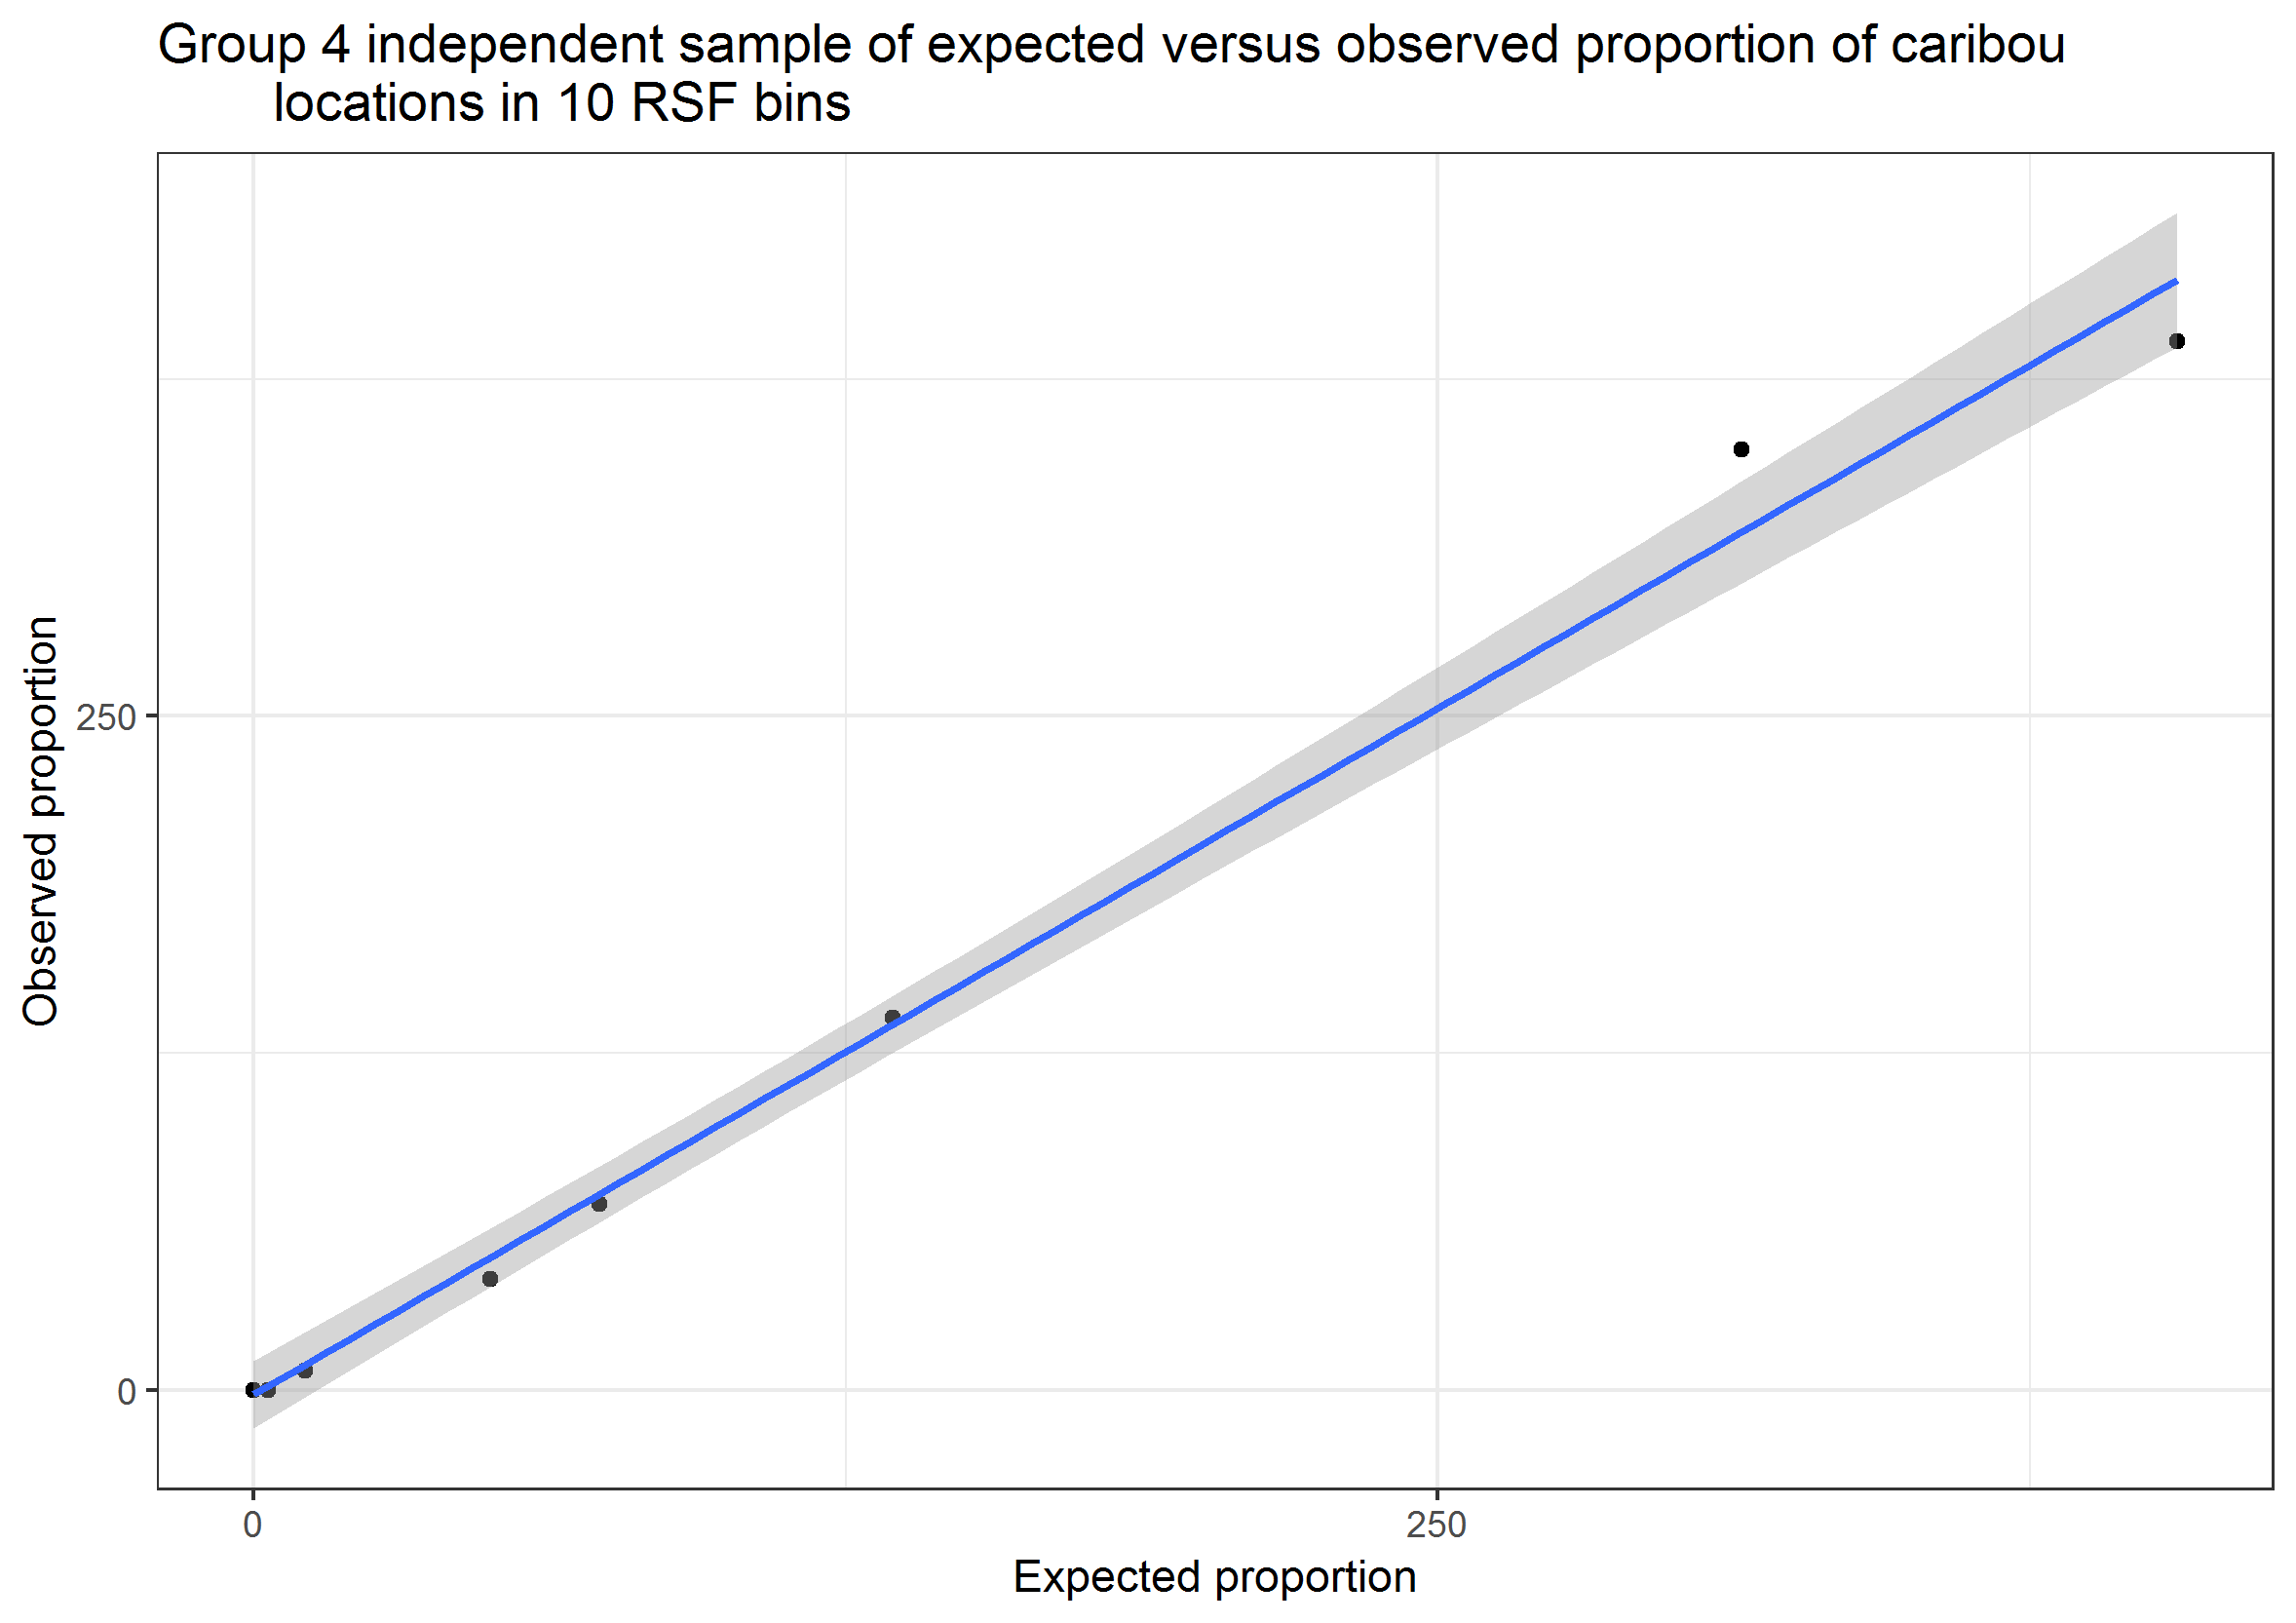 Group 4 independent sample of expected versus observed proportion of caribou
locations in 10 RSF bins
Observed proportion
250
0
0
250
Expected proportion